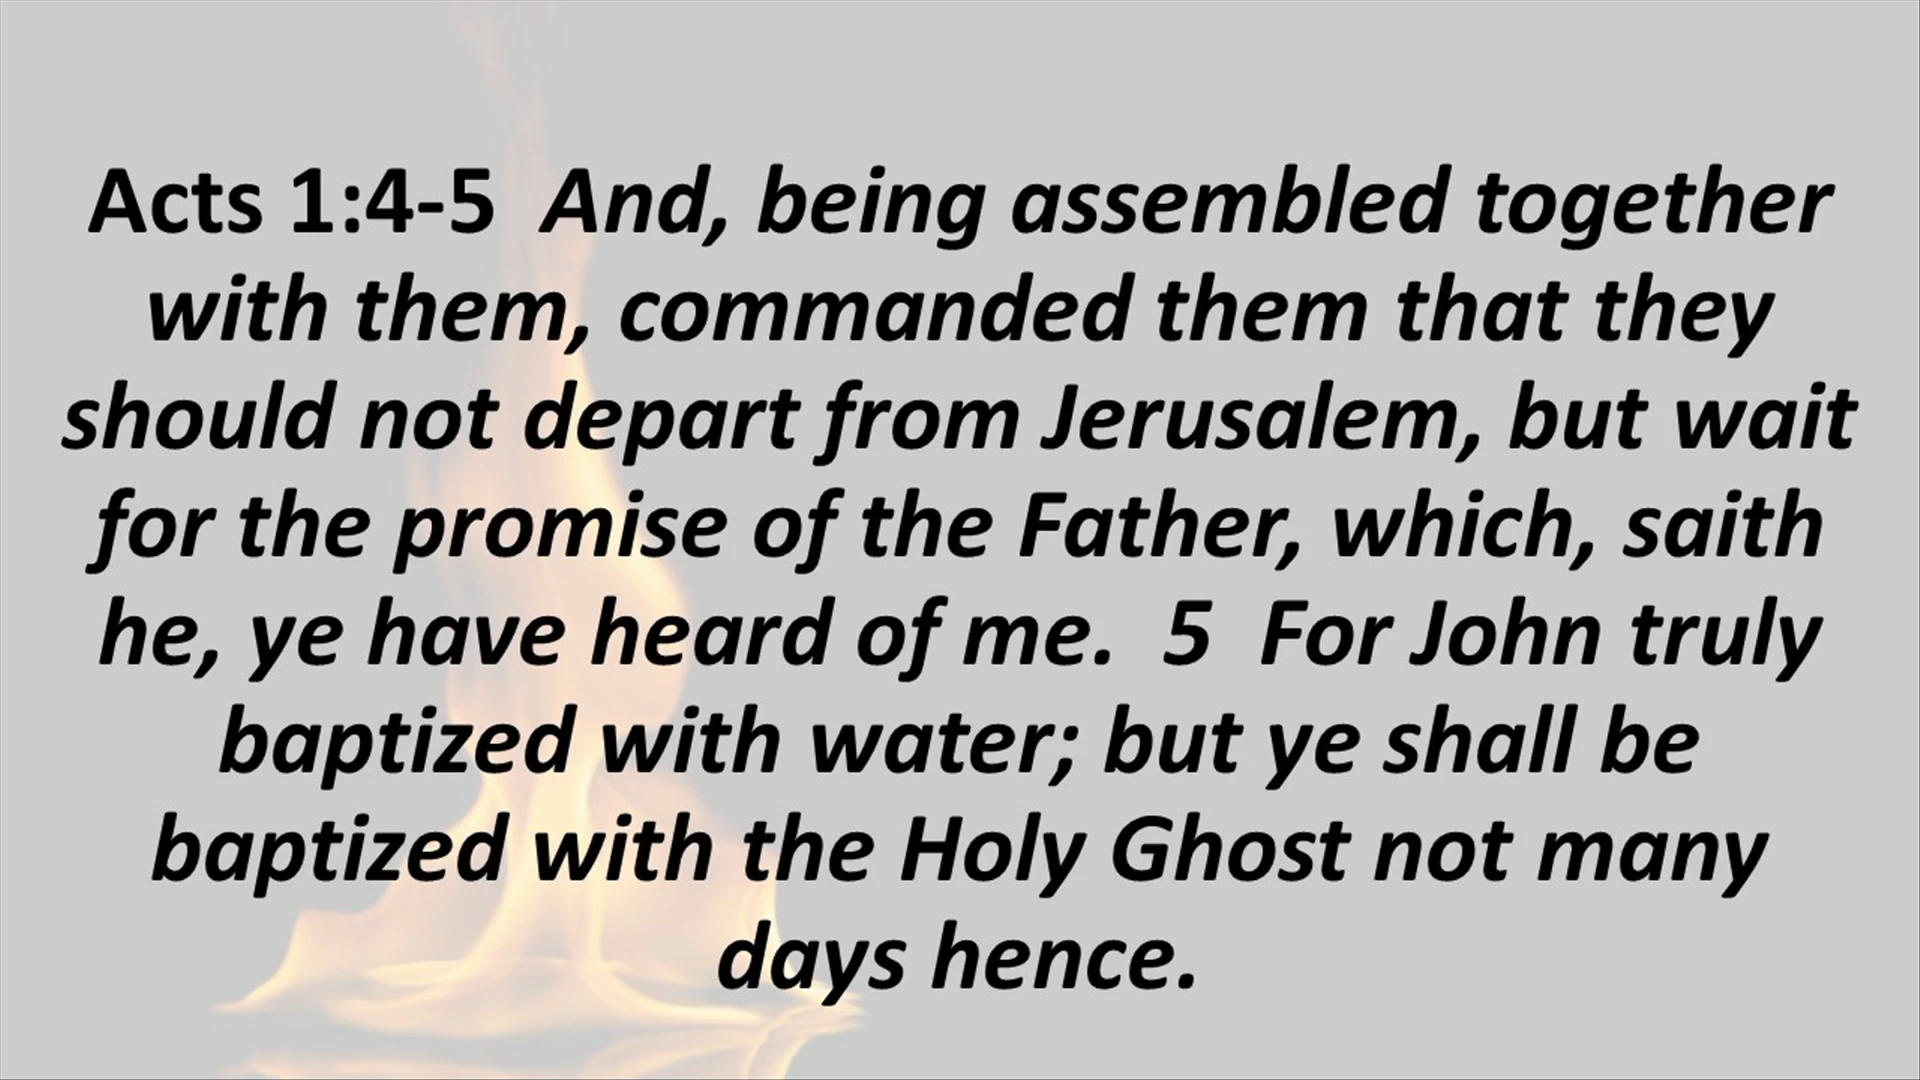 Acts 1:4-5  And, being assembled together
with them, commanded them that they
should not depart from Jerusalem, but wait
for the promise of the Father, which, saith
he, ye have heard of me.  5  For John truly
baptized with water; but ye shall be
baptized with the Holy Ghost not many
days hence.